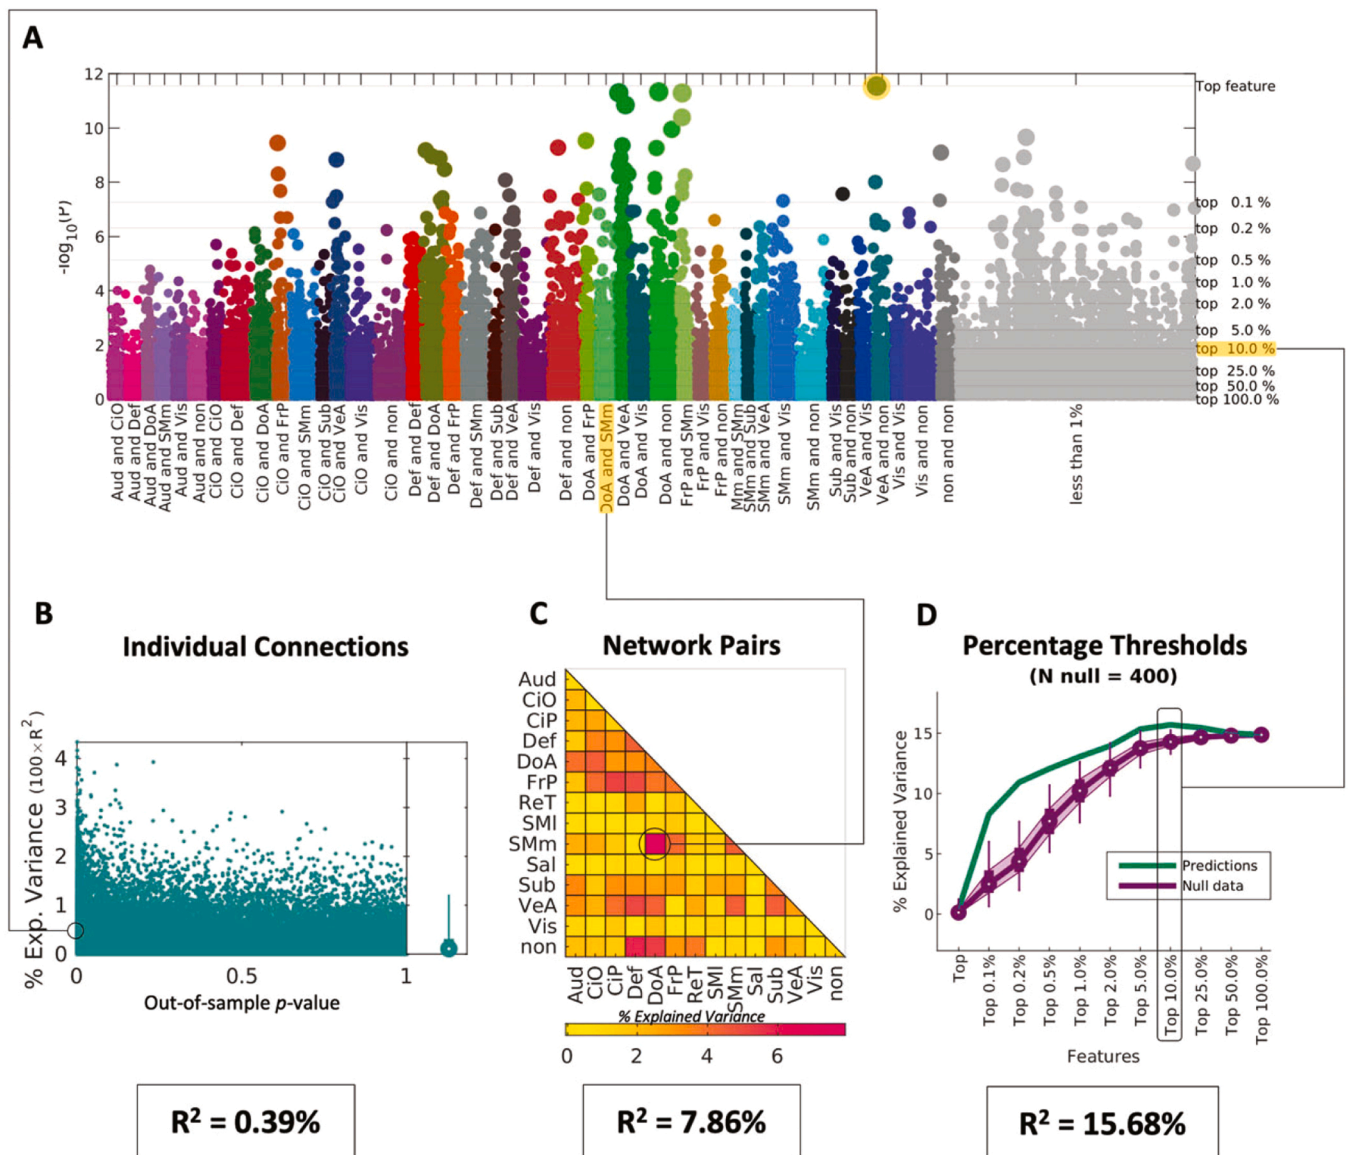 A
12
10
8
6
4
2
0
-log10(P)
Top feature
top 0.1 %
top 0.2 %
top 0.5 %
top 1.0 %
top 2.0 %
top 5.0 %
top 10.0 %
top 25.0 %
top 50.0 %
top 100.0 %
Aud and CiO
Aud and Def
Aud and DoA
Aud and SMm
Aud and Vis
Aud and non
CiO and CiO
CiO and Def
CiO and DoA
CiO and FrP
CiO and SMm
CiO and Sub
CiO and VeA
CiO and Vis
CiO and non
Def and Def
Def and DoA
Def and FrP
Def and SMm
Def and Sub
Def and VeA
Def and Vis
Def and non
DoA and FrP
DoA and SMm
DoA and VeA
DoA and Vis
DoA and non
FrP and SMm
FrP and Vis
FrP and non
Mm and SMm
SMm and Sub
SMm and VeA
SMm and Vis
SMm and non
Sub and Vis
Sub and non
VeA and Vis
VeA and non
Vis and Vis
Vis and non
non and non
less than 1%
B
Individual Connections
% Exp. Variance (100×R²)
4
3
2
1
0
0 0.5 1
Out-of-sample p-value
R² = 0.39%
C
Network Pairs
Aud
CiO
CiP
Def
DoA
FrP
ReT
SMl
SMm
Sal
Sub
VeA
Vis
non
Aud
CiO
CiP
Def
DoA
FrP
ReT
SMl
SMm
Sal
Sub
VeA
Vis
non
% Explained Variance
0 2 4 6
R² = 7.86%
D
Percentage Thresholds
(N null = 400)
% Explained Variance
15
10
5
0
Predictions
Null data
Top
Top 0.1%
Top 0.2%
Top 0.5%
Top 1.0%
Top 2.0%
Top 5.0%
Top 10.0%
Top 25.0%
Top 50.0%
Top 100.0%
Features
R² = 15.68%